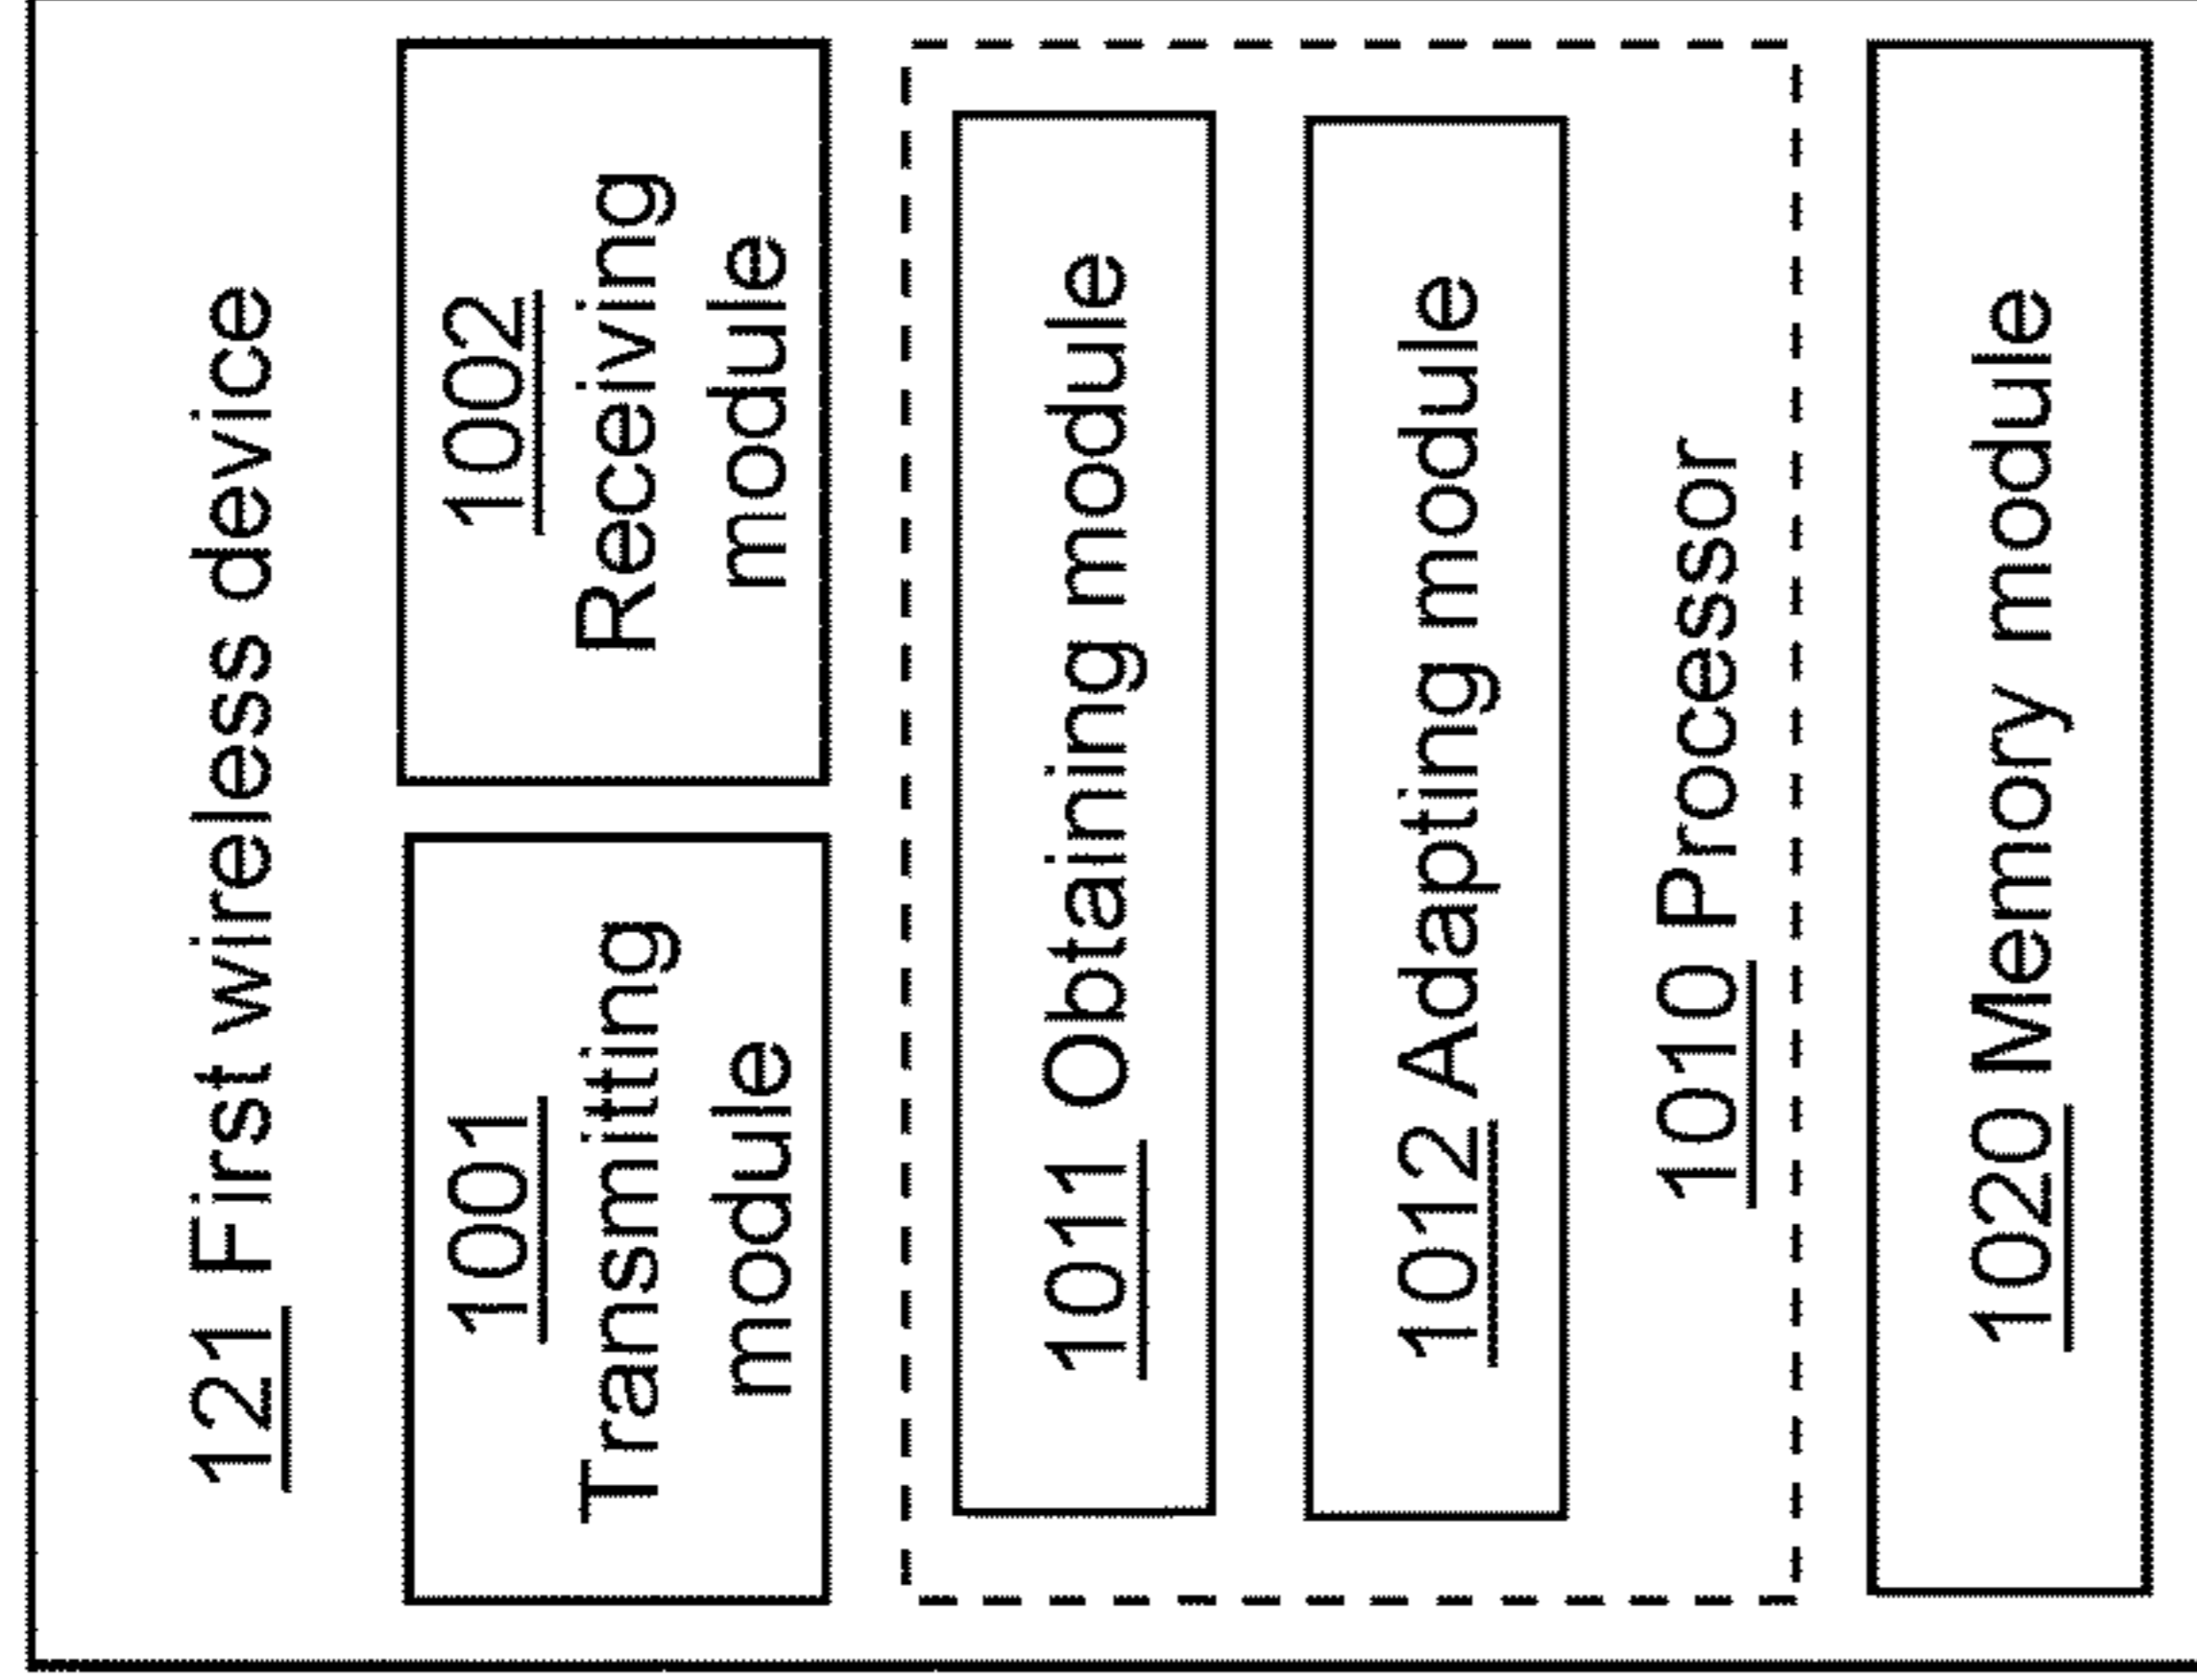 121 First wireless device
1001
Transmitting
module
1002
Receiving
module
1011 Obtaining module
1012 Adapting module
1010 Processor
1020 Memory module